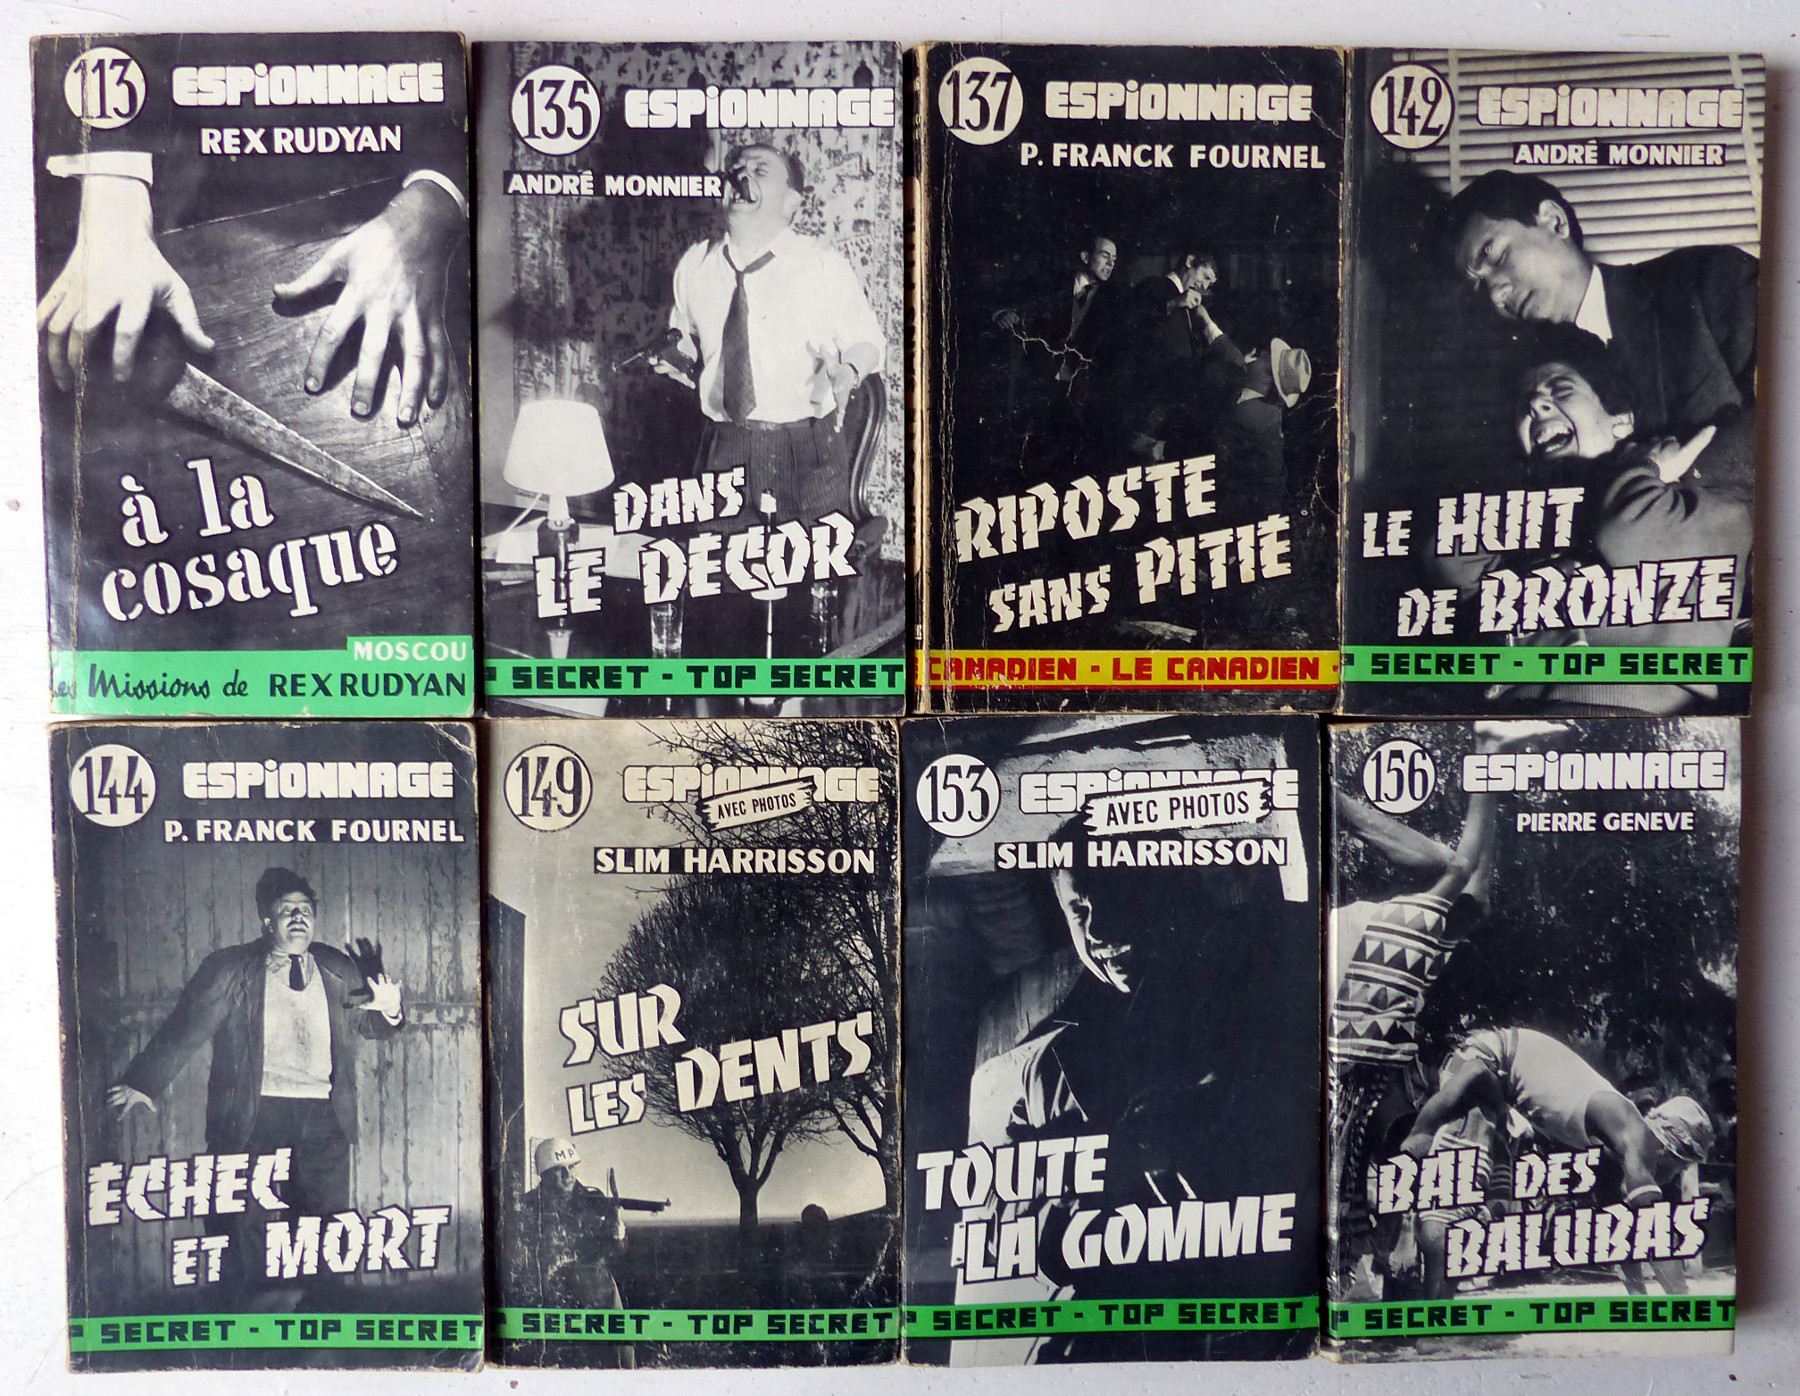 113
ESPiONNAGE
REX RUDYAN
à la
cosaque
MOSCOU
Les Missions de REX RUDYAN
135
ESPiONNAGE
ANDRÉ MONNIER
DANS
LE DÉCOR
P SECRET - TOP SECRET
137
ESPiONNAGE
P. FRANCK FOURNEL
RIPOSTE
SANS PITIÉ
CANADIEN - LE CANADIEN -
142
ESPiONNAGE
ANDRÉ MONNIER
LE HUIT
DE BRONZE
P SECRET - TOP SECRET
144
ESPiONNAGE
P. FRANCK FOURNEL
ÉCHEC
ET MORT
P SECRET - TOP SECRET
149
ESPiONNAGE
AVEC PHOTOS
SLIM HARRISSON
SUR
LES DENTS
MP
P SECRET - TOP SECRET
153
ESPiONNAGE
AVEC PHOTOS
SLIM HARRISSON
TOUTE
LA GOMME
P SECRET - TOP SECRET -
156
ESPiONNAGE
PIERRE GENEVE
BAL DES
BALUBAS
P SECRET - TOP SECRET